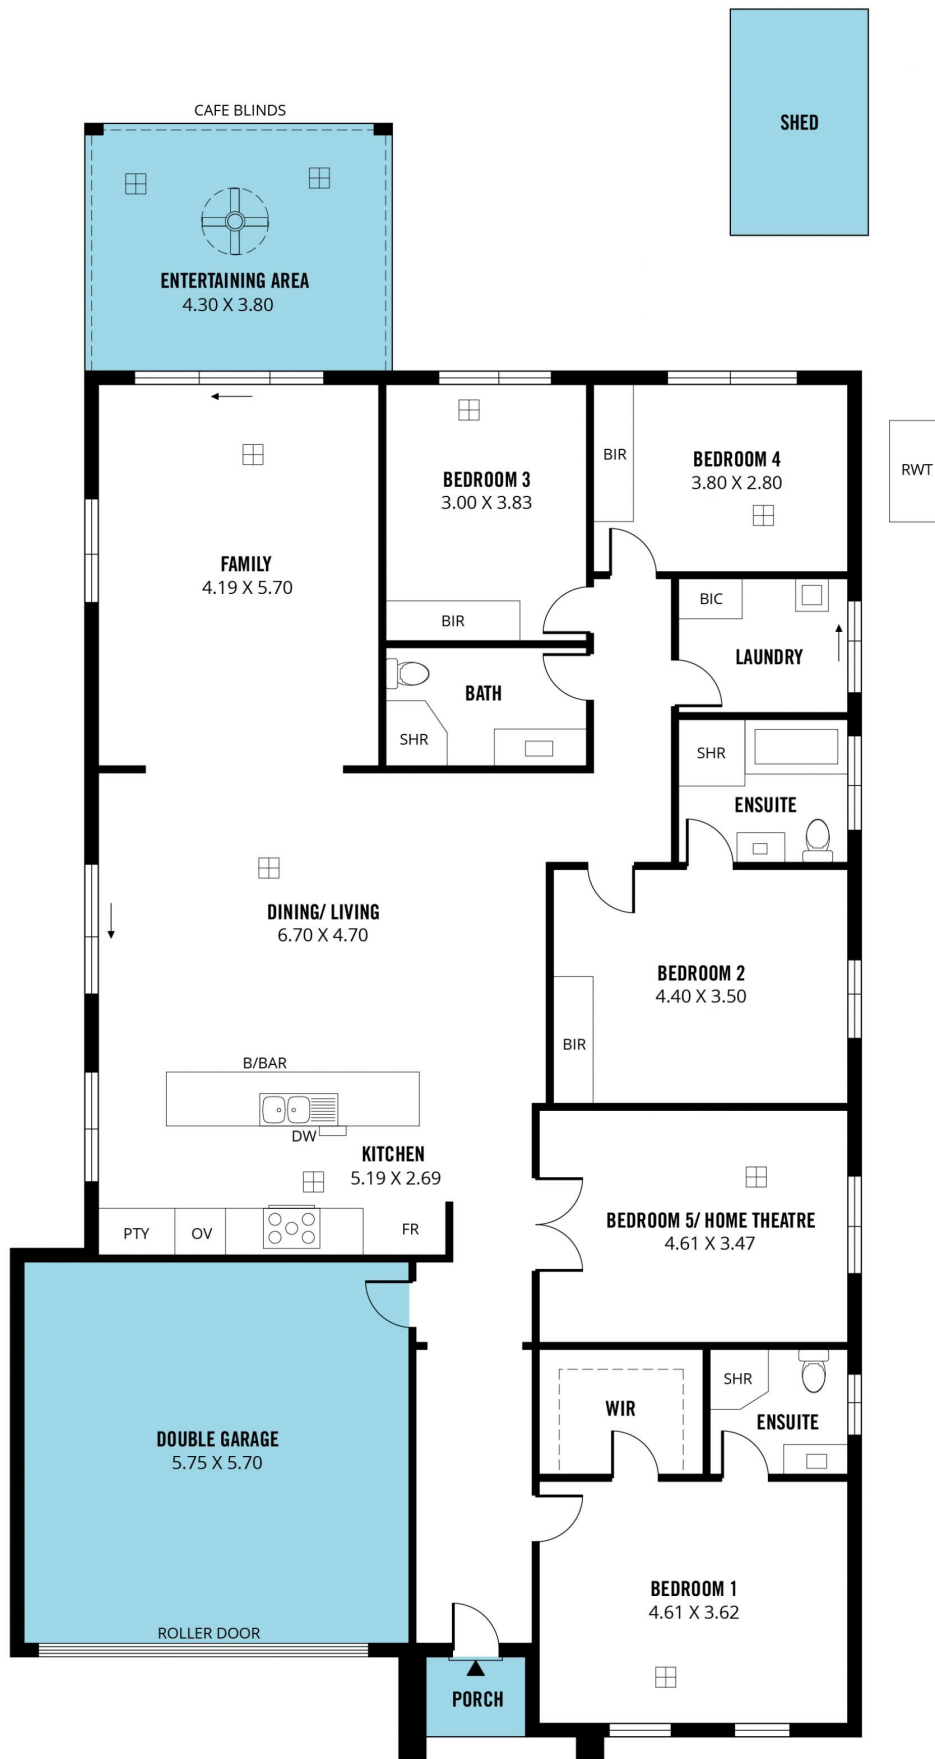 SHED
CAFE BLINDS
ENTERTAINING AREA
4.30 X 3.80
BEDROOM 3
3.00 X 3.83
BIR
BIR
BEDROOM 4
3.80 X 2.80
RWT
FAMILY
4.19 X 5.70
BIC
LAUNDRY
BATH
SHR
SHR
ENSUITE
DINING/ LIVING
6.70 X 4.70
BEDROOM 2
4.40 X 3.50
BIR
B/BAR
DW
KITCHEN
5.19 X 2.69
PTY
OV
FR
BEDROOM 5/ HOME THEATRE
4.61 X 3.47
WIR
SHR
ENSUITE
DOUBLE GARAGE
5.75 X 5.70
ROLLER DOOR
BEDROOM 1
4.61 X 3.62
PORCH